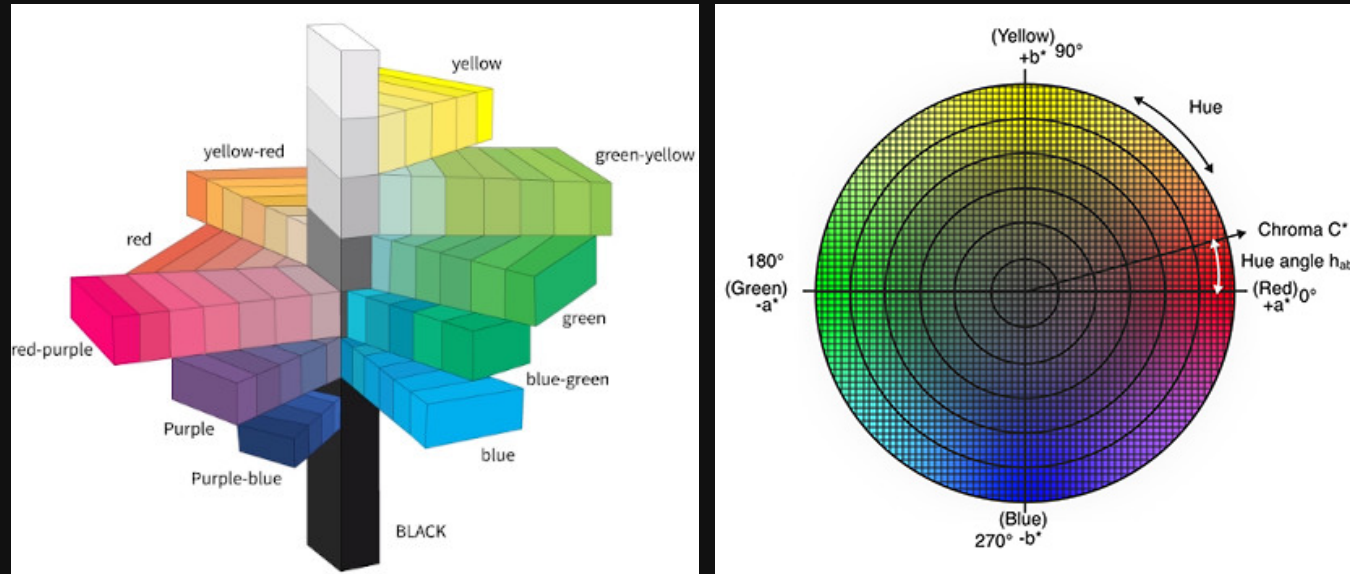 yellow
yellow-red
green-yellow
red
red-purple
green
blue-green
Purple
blue
Purple-blue
BLACK
(Yellow)
+b* 90°
Hue
Chroma C*
180°
Hue angle hab
(Green)
(Red) 0°
-a*
+a*
(Blue)
270° -b*